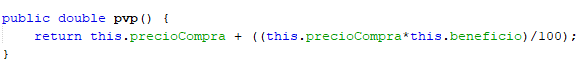 public double pvp() {
    return this.precioCompra + ((this.precioCompra*this.beneficio)/100);
}